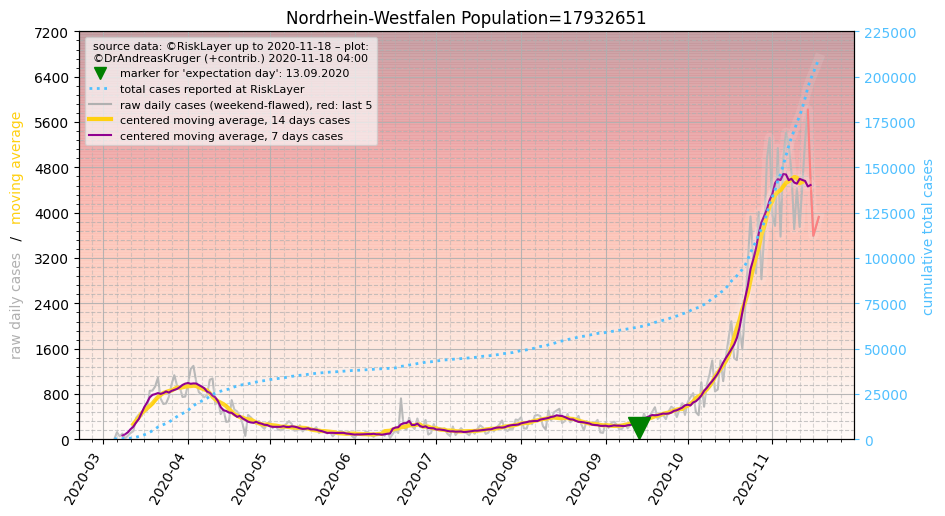 Nordrhein-Westfalen Population=17932651
source data: ©RiskLayer up to 2020-11-18 – plot:
©DrAndreasKruger (+contrib.) 2020-11-18 04:00
marker for 'expectation day': 13.09.2020
total cases reported at RiskLayer
raw daily cases (weekend-flawed), red: last 5
centered moving average, 14 days cases
centered moving average, 7 days cases
raw daily cases / moving average
7200
6400
5600
4800
4000
3200
2400
1600
800
0
225000
200000
175000
150000
125000
100000
75000
50000
25000
0
cumulative total cases
2020-03
2020-04
2020-05
2020-06
2020-07
2020-08
2020-09
2020-10
2020-11